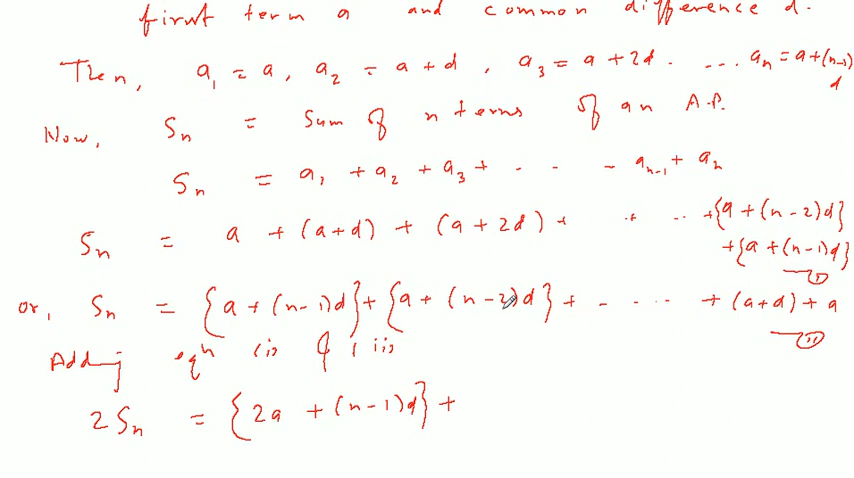 first term a and common difference d.
Then, a₁ = a, a₂ = a + d, a₃ = a + 2d. ... aₙ = a + (n-1)d
Now, Sₙ = Sum of n terms of an A.P.
Sₙ = a₁ + a₂ + a₃ + - - - aₙ₋₁ + aₙ
Sₙ = a + (a+d) + (a + 2d) + .. .. + {a + (n-2)d} + {a + (n-1)d} (i)
or, Sₙ = {a + (n-1)d} + {a + (n-2)d} + - ... + (a+d) + a (ii)
Adding eqⁿ (i) & (ii)
2Sₙ = {2a + (n-1)d} +